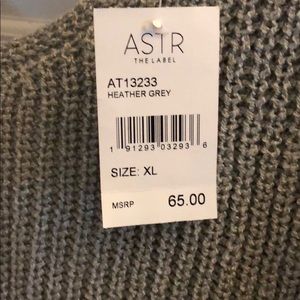 ASTR
THE LABEL
AT13233
HEATHER GREY
1 91293 03293 6
SIZE: XL
MSRP 65.00